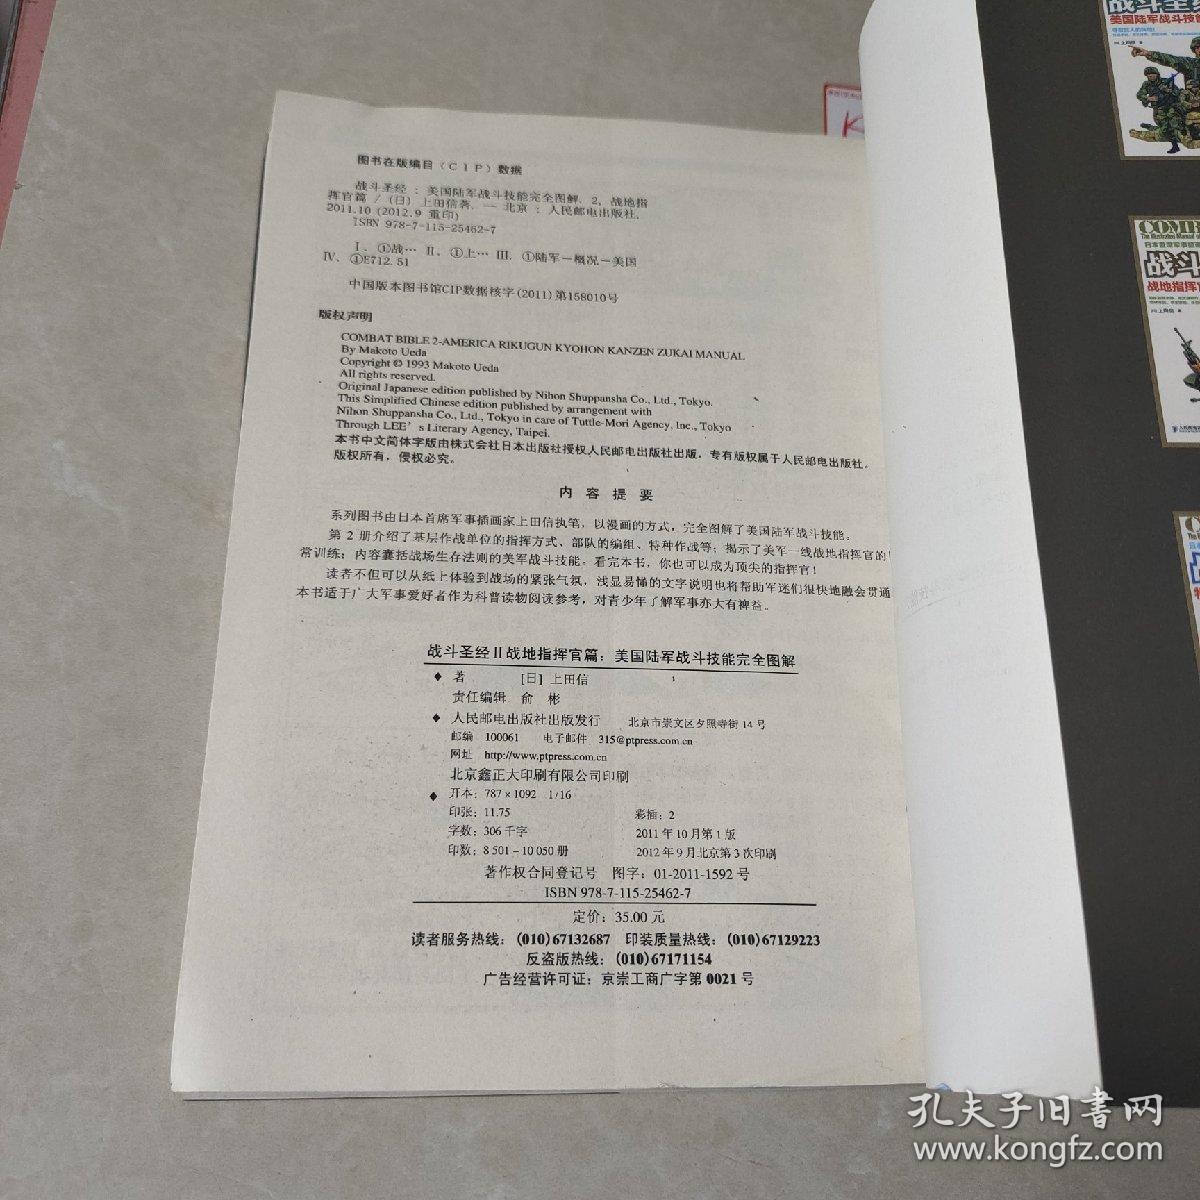 图书在版编目（CIP）数据
战斗圣经：美国陆军战斗技能完全图解．2，战地指
挥官篇／（日）上田信著．－－北京：人民邮电出版社，
2011.10（2012.9 重印）
ISBN 978-7-115-25462-7
Ⅰ．①战… Ⅱ．①上… Ⅲ．①陆军－概况－美国
Ⅳ．①E712.51
中国版本图书馆CIP数据核字(2011)第158010号
版权声明
COMBAT BIBLE 2-AMERICA RIKUGUN KYOHON KANZEN ZUKAI MANUAL
By Makoto Ueda
Copyright © 1993 Makoto Ueda
All rights reserved.
Original Japanese edition published by Nihon Shuppansha Co., Ltd., Tokyo.
This Simplified Chinese edition published by arrangement with
Nihon Shuppansha Co., Ltd., Tokyo in care of Tuttle-Mori Agency, Inc., Tokyo
Through LEE's Literary Agency, Taipei.
本书中文简体字版由株式会社日本出版社授权人民邮电出版社出版，专有版权属于人民邮电出版社。
版权所有，侵权必究。
内 容 提 要
系列图书由日本首席军事插画家上田信执笔，以漫画的方式，完全图解了美国陆军战斗技能。
第 2 册介绍了基层作战单位的指挥方式、部队的编组、特种作战等；揭示了美军一线战地指挥官的
常训练；内容囊括战场生存法则的美军战斗技能。看完本书，你也可以成为顶尖的指挥官！
读者不但可以从纸上体验到战场的紧张气氛，浅显易懂的文字说明也将帮助军迷们很快地融会贯通
本书适于广大军事爱好者作为科普读物阅读参考，对青少年了解军事亦大有裨益。
战斗圣经Ⅱ战地指挥官篇：美国陆军战斗技能完全图解
◆ 著 [日] 上田信
责任编辑 俞 彬
◆ 人民邮电出版社出版发行 北京市崇文区夕照寺街 14 号
邮编 100061 电子邮件 315@ptpress.com.cn
网址 http://www.ptpress.com.cn
北京鑫正大印刷有限公司印刷
◆ 开本：787×1092 1/16
印张：11.75 彩插：2
字数：306 千字 2011 年 10 月第 1 版
印数：8 501－10 050 册 2012 年 9 月北京第 3 次印刷
著作权合同登记号 图字：01-2011-1592 号
ISBN 978-7-115-25462-7
定价：35.00 元
读者服务热线：(010)67132687 印装质量热线：(010)67129223
反盗版热线：(010)67171154
广告经营许可证：京崇工商广字第 0021 号
战斗圣
美国陆军战斗技能
COMB
战斗
战地指挥官
孔夫子旧书网
www.kongfz.com